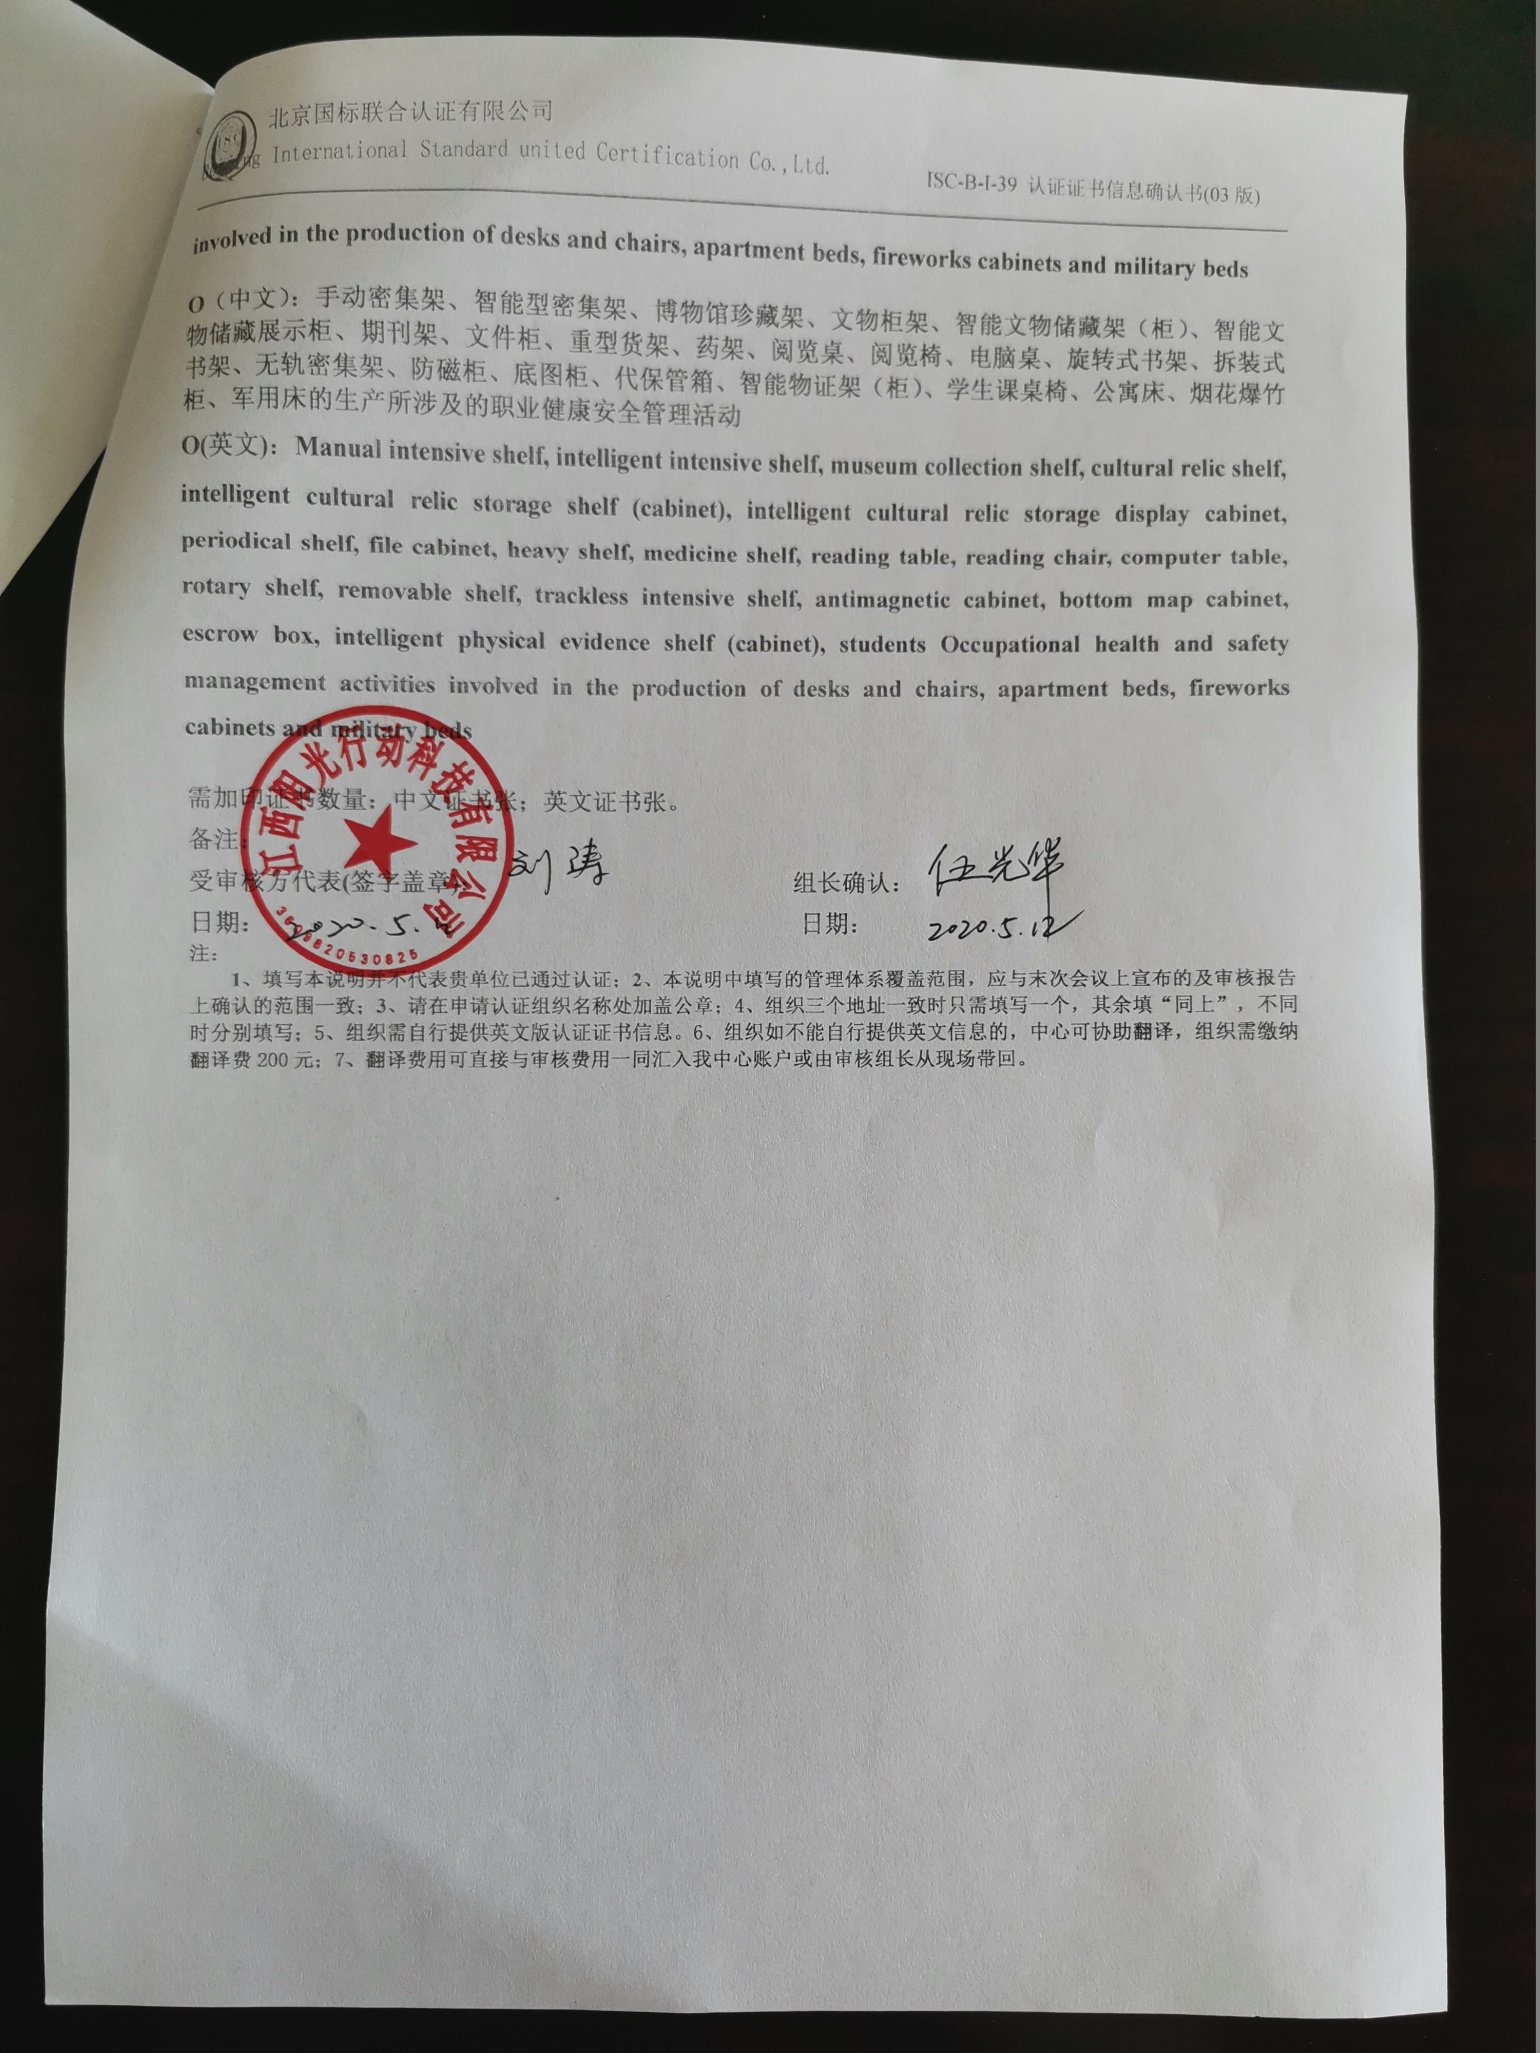 北京国标联合认证有限公司
ISC
Beijing International Standard united Certification Co.,Ltd.
ISC-B-I-39 认证证书信息确认书(03 版)
involved in the production of desks and chairs, apartment beds, fireworks cabinets and military beds
O（中文）：手动密集架、智能型密集架、博物馆珍藏架、文物柜架、智能文物储藏架（柜）、智能文
物储藏展示柜、期刊架、文件柜、重型货架、药架、阅览桌、阅览椅、电脑桌、旋转式书架、拆装式
书架、无轨密集架、防磁柜、底图柜、代保管箱、智能物证架（柜）、学生课桌椅、公寓床、烟花爆竹
柜、军用床的生产所涉及的职业健康安全管理活动
O(英文)：Manual intensive shelf, intelligent intensive shelf, museum collection shelf, cultural relic shelf,
intelligent cultural relic storage shelf (cabinet), intelligent cultural relic storage display cabinet,
periodical shelf, file cabinet, heavy shelf, medicine shelf, reading table, reading chair, computer table,
rotary shelf, removable shelf, trackless intensive shelf, antimagnetic cabinet, bottom map cabinet,
escrow box, intelligent physical evidence shelf (cabinet), students Occupational health and safety
management activities involved in the production of desks and chairs, apartment beds, fireworks
cabinets and military beds
江西阳光行动科技有限公司
需加印证书数量：中文证书张；英文证书张。
备注：
受审核方代表(签字盖章)： 刘涛
组长确认： 伍光华
日期： 2020.5.12
日期： 2020.5.12
3609820530825
注：
1、填写本说明并不代表贵单位已通过认证；2、本说明中填写的管理体系覆盖范围，应与末次会议上宣布的及审核报告
上确认的范围一致；3、请在申请认证组织名称处加盖公章；4、组织三个地址一致时只需填写一个，其余填“同上”，不同
时分别填写；5、组织需自行提供英文版认证证书信息。6、组织如不能自行提供英文信息的，中心可协助翻译，组织需缴纳
翻译费 200 元；7、翻译费用可直接与审核费用一同汇入我中心账户或由审核组长从现场带回。